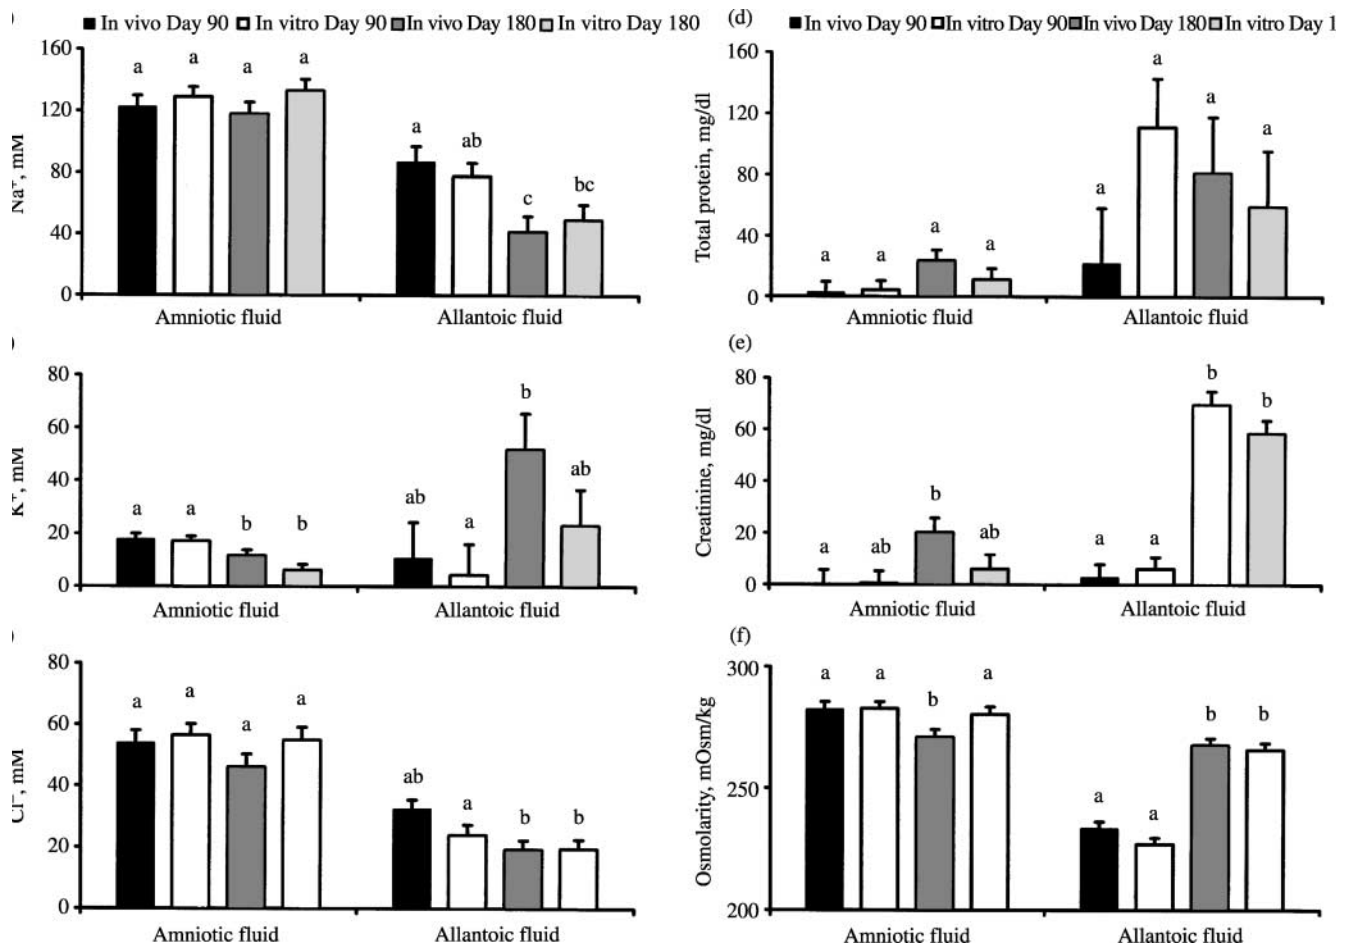 In vivo Day 90 In vitro Day 90 In vivo Day 180 In vitro Day 180
160
120
80
40
0
Na⁺, mM
a a a a
a ab c bc
Amniotic fluid Allantoic fluid
80
60
40
20
0
K⁺, mM
a a b b
ab a b ab
Amniotic fluid Allantoic fluid
80
60
40
20
0
Cl⁻, mM
a a a a
ab a b b
Amniotic fluid Allantoic fluid
(d)
In vivo Day 90 In vitro Day 90 In vivo Day 180 In vitro Day 1
160
120
80
40
0
Total protein, mg/dl
a a a a
a a a a
Amniotic fluid Allantoic fluid
(e)
80
60
40
20
0
Creatinine, mg/dl
a ab b ab
a a b b
Amniotic fluid Allantoic fluid
(f)
300
250
200
Osmolarity, mOsm/kg
a a b a
a a b b
Amniotic fluid Allantoic fluid